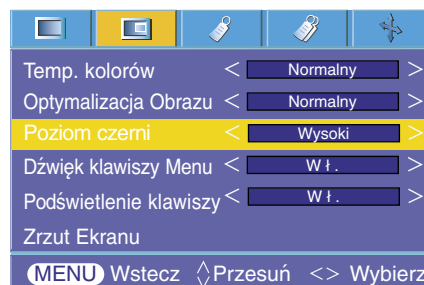 Temp. kolorów < Normalny >
Optymalizacja Obrazu < Normalny >
Poziom czerni < Wysoki >
Dźwięk klawiszy Menu < Wł. >
Podświetlenie klawiszy < Wł. >
Zrzut Ekranu
MENU Wstecz Przesuń <> Wybierz